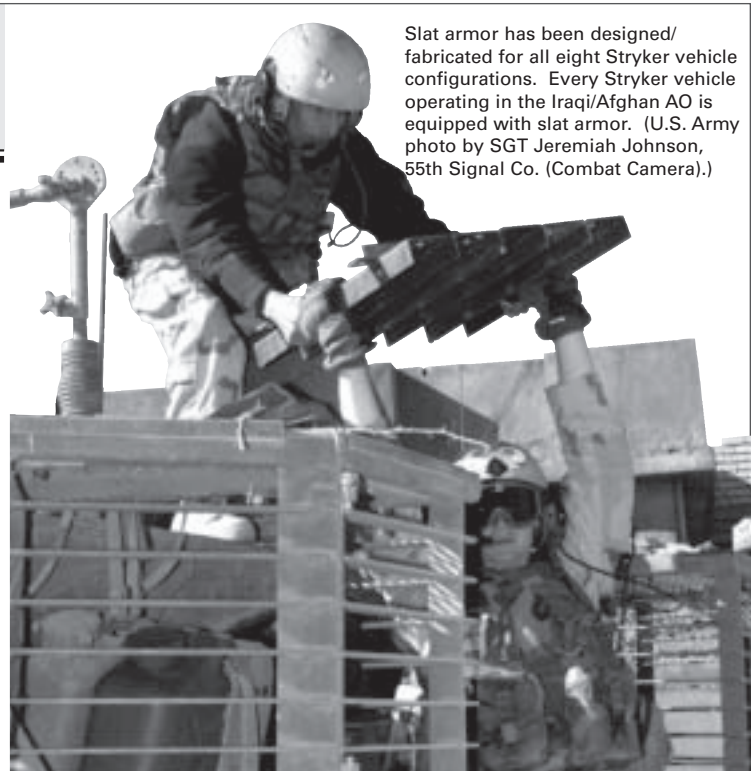 Slat armor has been designed/
fabricated for all eight Stryker vehicle
configurations. Every Stryker vehicle
operating in the Iraqi/Afghan AO is
equipped with slat armor. (U.S. Army
photo by SGT Jeremiah Johnson,
55th Signal Co. (Combat Camera).)